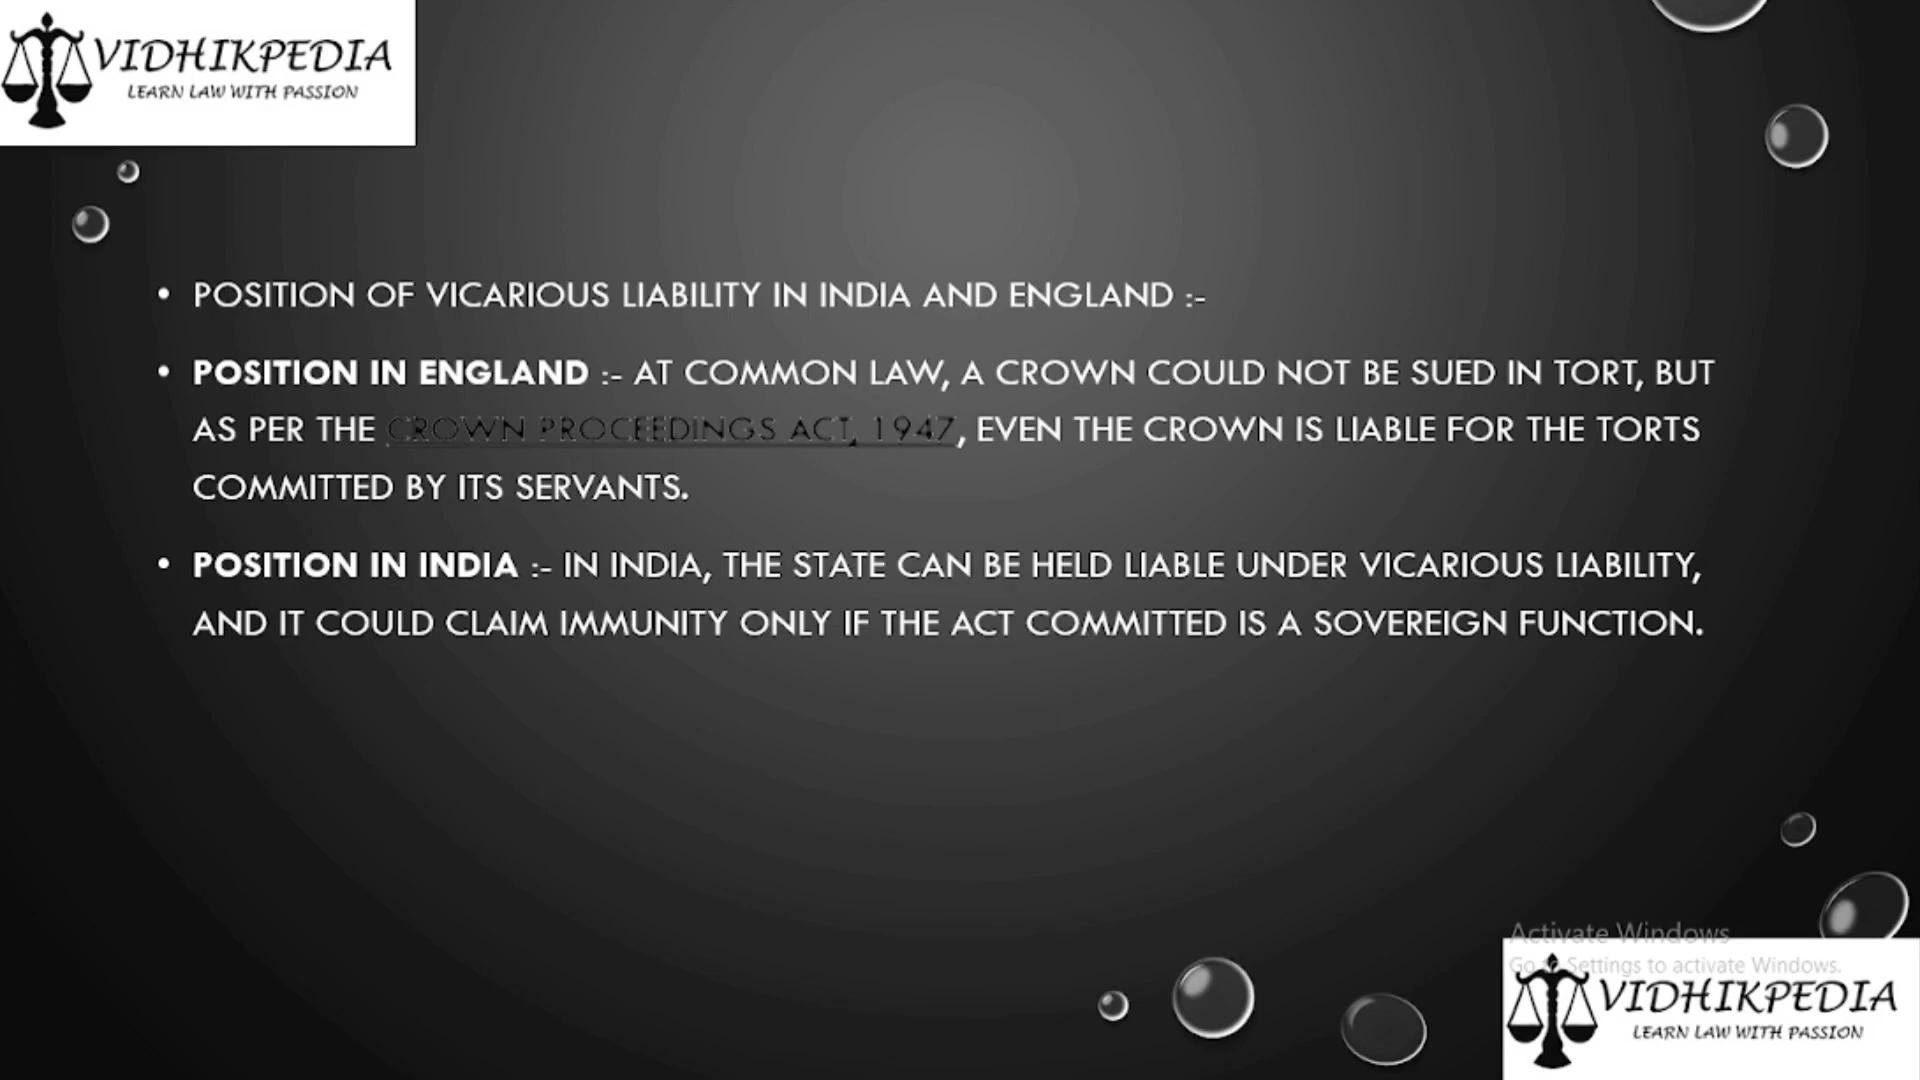 VIDHIKPEDIA
LEARN LAW WITH PASSION
• POSITION OF VICARIOUS LIABILITY IN INDIA AND ENGLAND :-
• POSITION IN ENGLAND :- AT COMMON LAW, A CROWN COULD NOT BE SUED IN TORT, BUT
AS PER THE CROWN PROCEEDINGS ACT, 1947, EVEN THE CROWN IS LIABLE FOR THE TORTS
COMMITTED BY ITS SERVANTS.
• POSITION IN INDIA :- IN INDIA, THE STATE CAN BE HELD LIABLE UNDER VICARIOUS LIABILITY,
AND IT COULD CLAIM IMMUNITY ONLY IF THE ACT COMMITTED IS A SOVEREIGN FUNCTION.
Activate Windows
Go to Settings to activate Windows.
VIDHIKPEDIA
LEARN LAW WITH PASSION